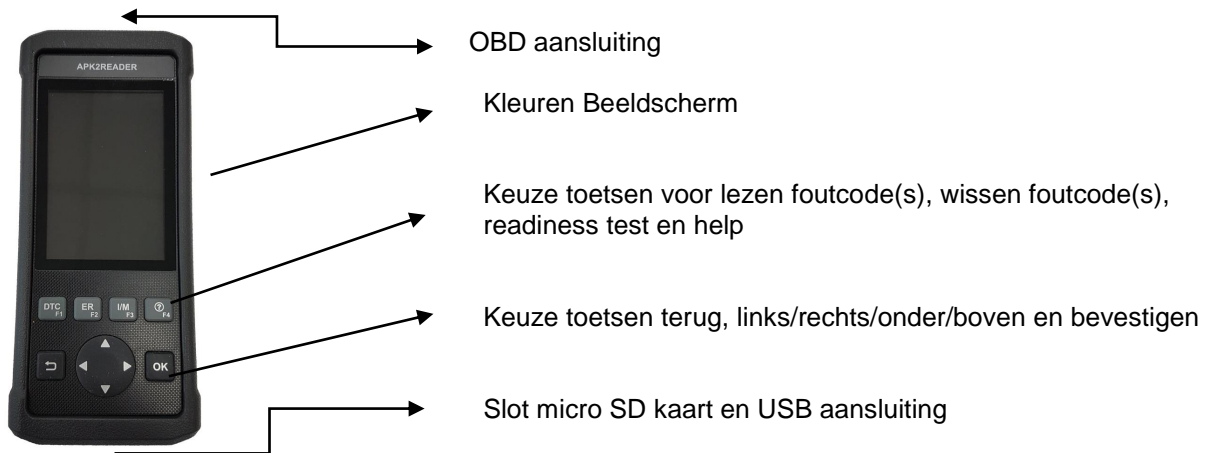 OBD aansluiting
APK2READER
Kleuren Beeldscherm
Keuze toetsen voor lezen foutcode(s), wissen foutcode(s),
readiness test en help
DTC F1 ER F2 I/M F3 ? F4
Keuze toetsen terug, links/rechts/onder/boven en bevestigen
OK
Slot micro SD kaart en USB aansluiting